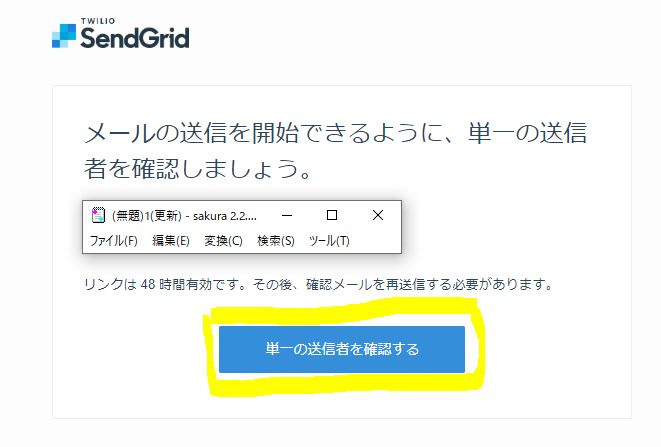 TWILIO
SendGrid
メールの送信を開始できるように、単一の送信
者を確認しましょう。
(無題)1(更新) - sakura 2.2....
ファイル(F) 編集(E) 変換(C) 検索(S) ツール(T)
リンクは 48 時間有効です。その後、確認メールを再送信する必要があります。
単一の送信者を確認する